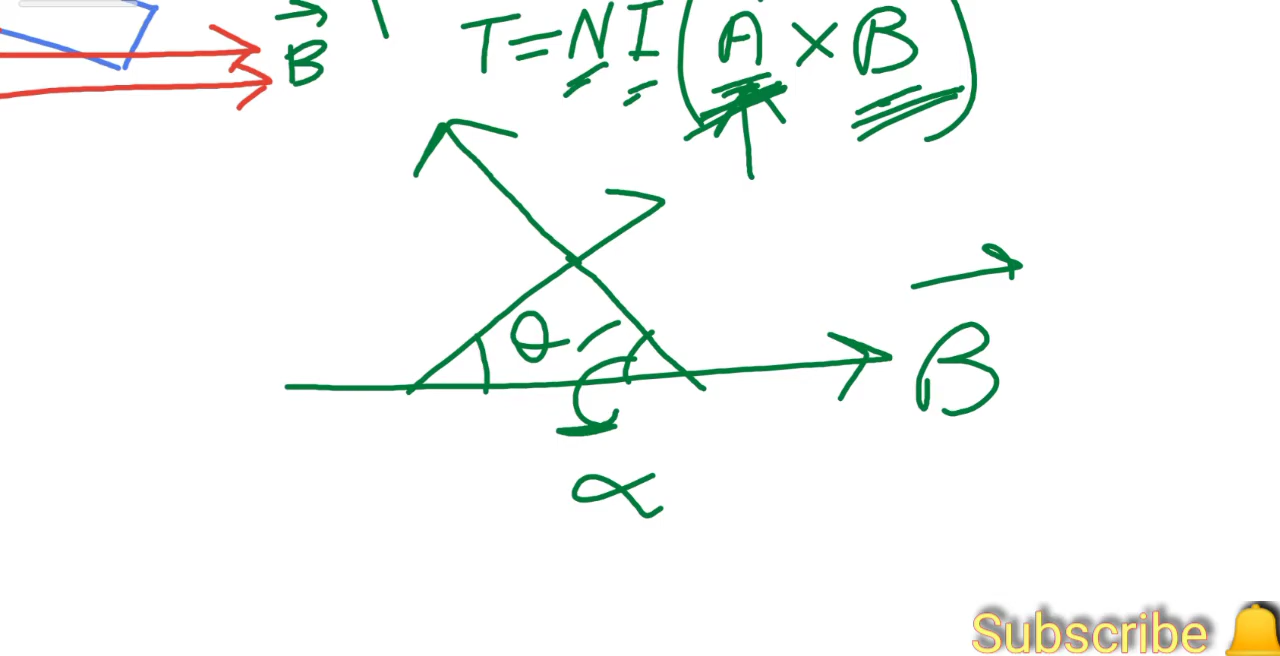 B
T = NI (A × B)
θ
B
α
Subscribe